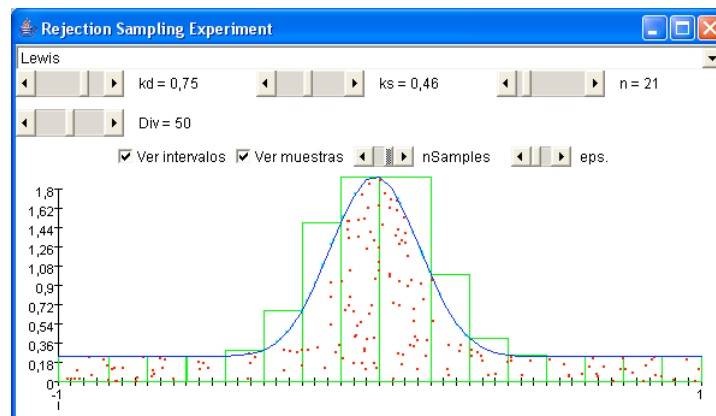 Rejection Sampling Experiment
Lewis
kd = 0,75 ks = 0,46 n = 21
Div = 50
Ver intervalos Ver muestras nSamples eps.
1,8
1,62
1,44
1,26
1,08
0,9
0,72
0,54
0,36
0,18
0
-1 1